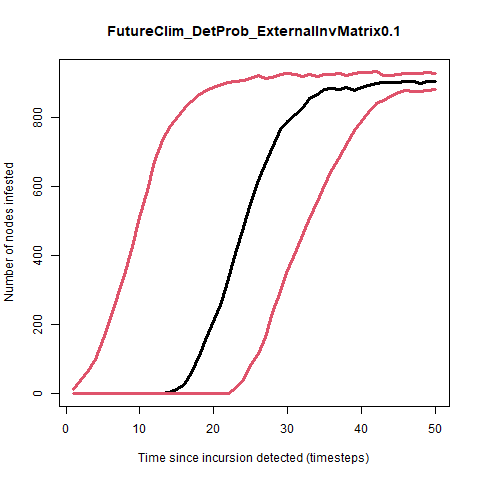 FutureClim_DetProb_ExternalInvMatrix0.1
Number of nodes infested
800
600
400
200
0
0 10 20 30 40 50
Time since incursion detected (timesteps)